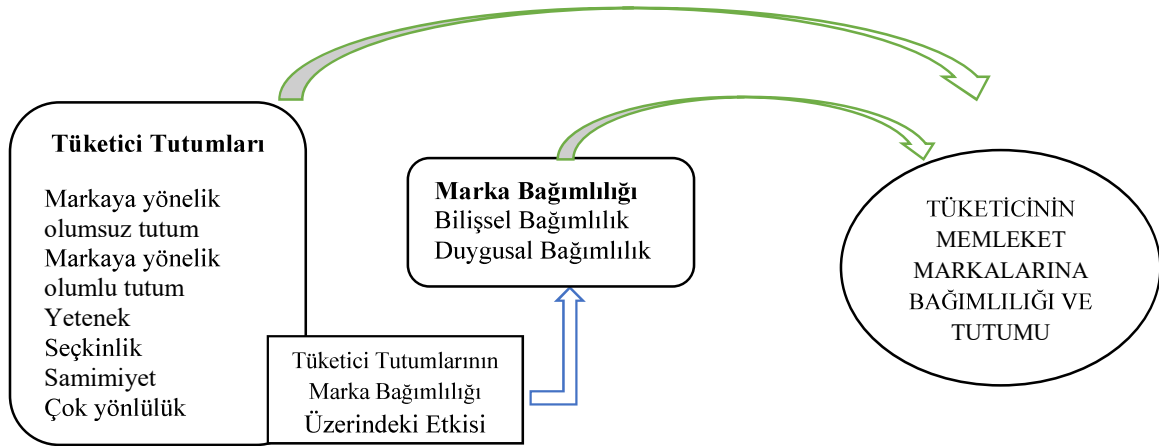 Tüketici Tutumları
Markaya yönelik
olumsuz tutum
Markaya yönelik
olumlu tutum
Yetenek
Seçkinlik
Samimiyet
Çok yönlülük
Tüketici Tutumlarının
Marka Bağımlılığı
Üzerindeki Etkisi
Marka Bağımlılığı
Bilişsel Bağımlılık
Duygusal Bağımlılık
TÜKETİCİNİN
MEMLEKET
MARKALARINA
BAĞIMLILIĞI VE
TUTUMU